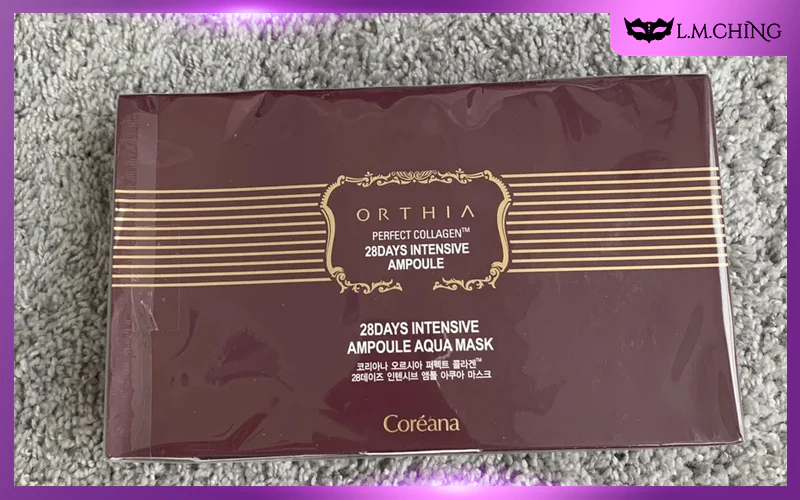 L.M.CHING
ORTHIA
PERFECT COLLAGEN™
28DAYS INTENSIVE
AMPOULE
28DAYS INTENSIVE
AMPOULE AQUA MASK
코리아나 오르시아 퍼펙트 콜라겐™
28데이즈 인텐시브 앰풀 아쿠아 마스크
Coréana